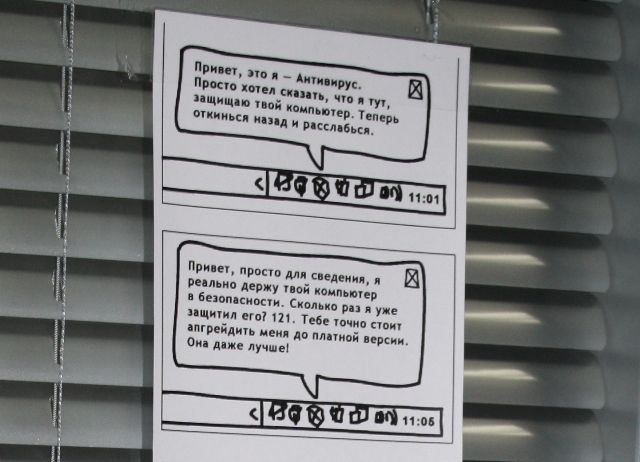 Привет, это я — Антивирус.
Просто хотел сказать, что я тут,
защищаю твой компьютер. Теперь
откинься назад и расслабься.
11:01
Привет, просто для сведения, я
реально держу твой компьютер
в безопасности. Сколько раз я уже
защитил его? 121. Тебе точно стоит
апгрейдить меня до платной версии.
Она даже лучше!
11:05